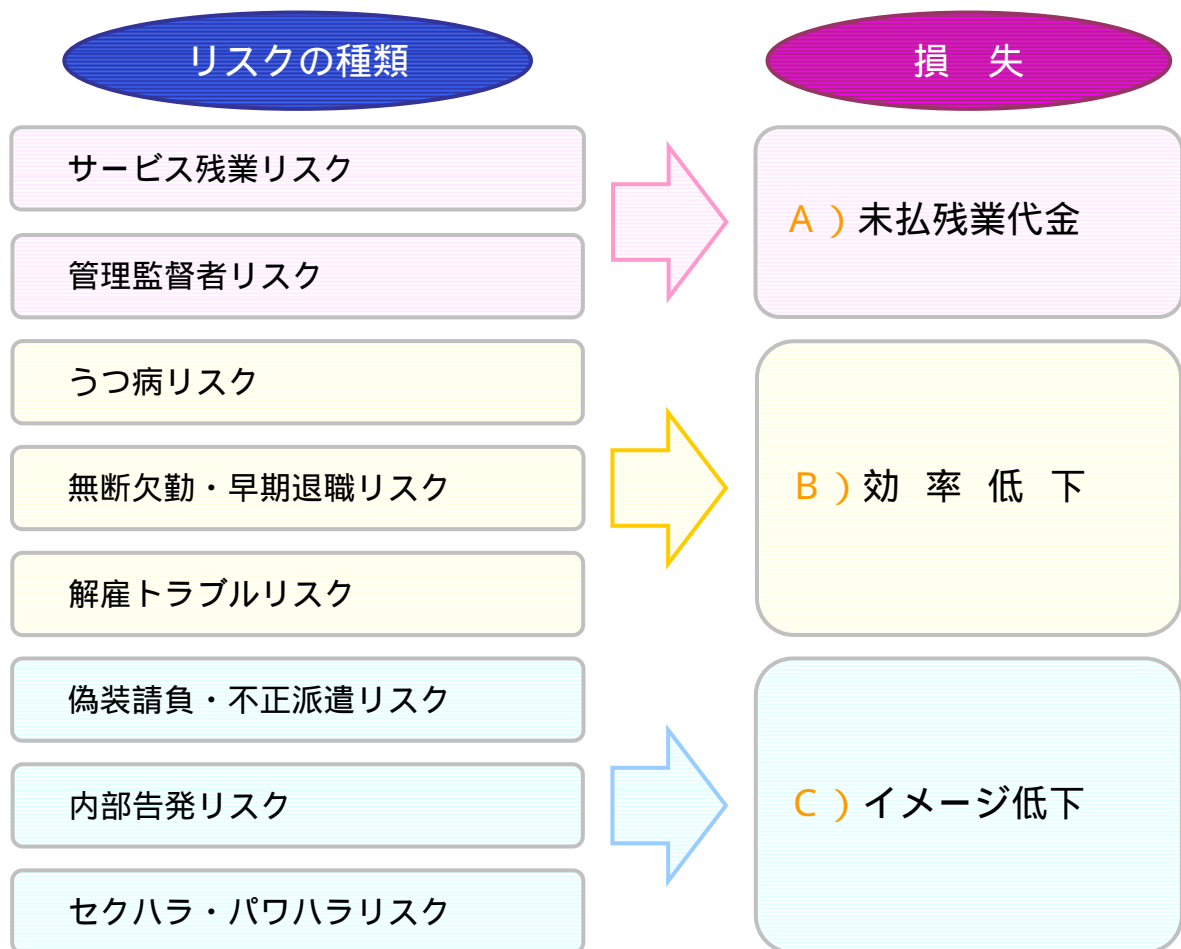 リスクの種類
損 失
サービス残業リスク
管理監督者リスク
A)未払残業代金
うつ病リスク
無断欠勤・早期退職リスク
解雇トラブルリスク
B)効 率 低 下
偽装請負・不正派遣リスク
内部告発リスク
セクハラ・パワハラリスク
C)イメージ低下